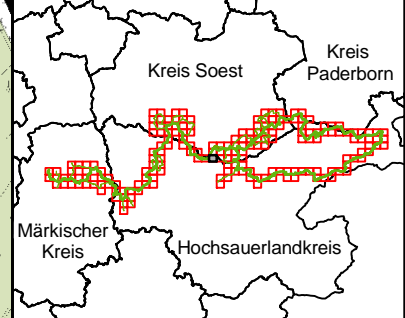 Kreis
Paderborn
Kreis Soest
Märkischer
Kreis
Hochsauerlandkreis